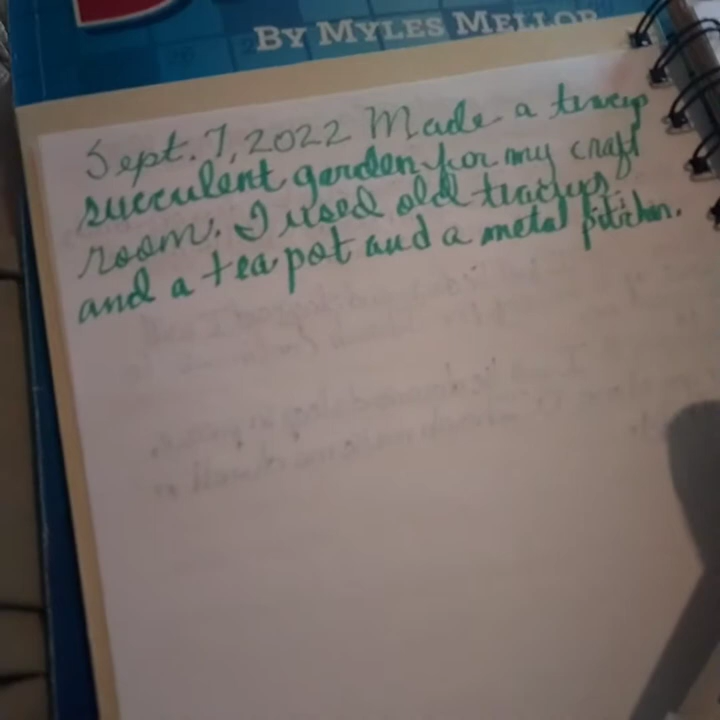 BY MYLES MELLOR
Sept. 7, 2022 Made a teacup
succulent garden for my craft
room. I used old teacups
and a tea pot and a metal pitcher.